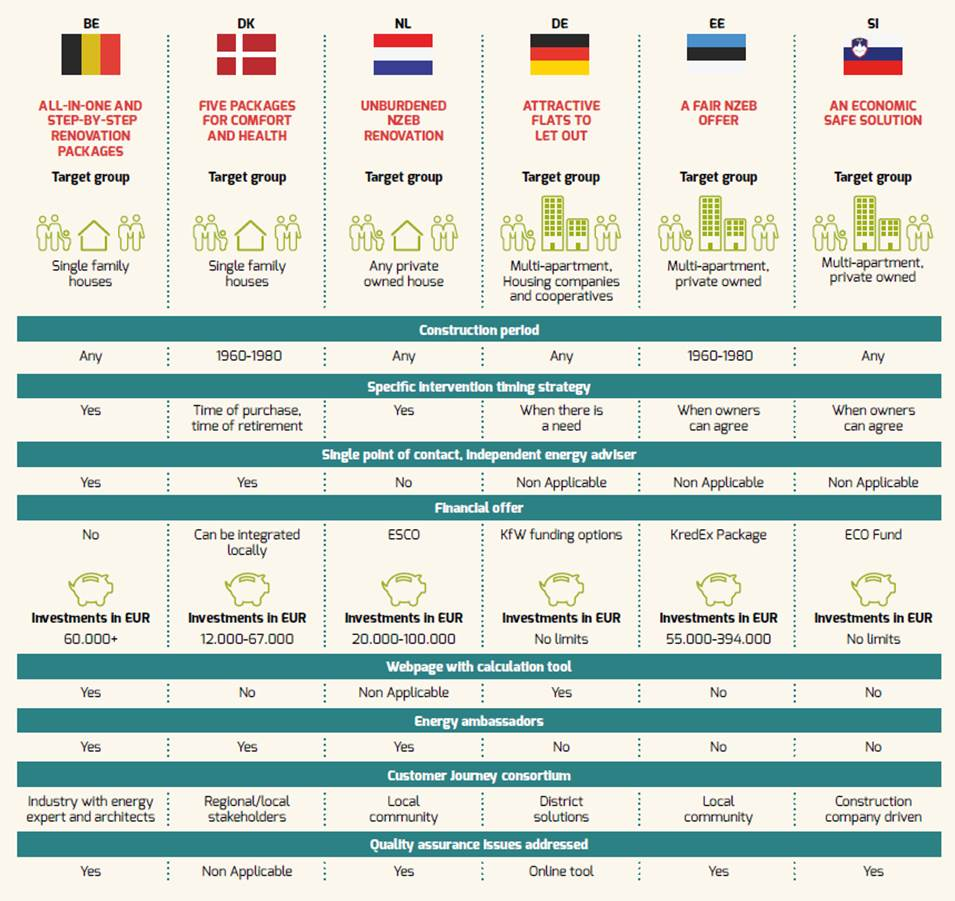 BE DK NL DE EE SI
ALL-IN-ONE AND STEP-BY-STEP RENOVATION PACKAGES
FIVE PACKAGES FOR COMFORT AND HEALTH
UNBURDENED NZEB RENOVATION
ATTRACTIVE FLATS TO LET OUT
A FAIR NZEB OFFER
AN ECONOMIC SAFE SOLUTION
Target group Target group Target group Target group Target group Target group
Single family houses
Single family houses
Any private owned house
Multi-apartment, Housing companies and cooperatives
Multi-apartment, private owned
Multi-apartment, private owned
Construction period
Any 1960-1980 Any Any 1960-1980 Any
Specific intervention timing strategy
Yes
Time of purchase, time of retirement
Yes
When there is a need
When owners can agree
When owners can agree
Single point of contact, independent energy adviser
Yes Yes No Non Applicable Non Applicable Non Applicable
Financial offer
No
Can be integrated locally
ESCO
KfW funding options
KredEx Package
ECO Fund
Investments in EUR Investments in EUR Investments in EUR Investments in EUR Investments in EUR Investments in EUR
60.000+ 12.000-67.000 20.000-100.000 No limits 55.000-394.000 No limits
Webpage with calculation tool
Yes No Non Applicable Yes No No
Energy ambassadors
Yes Yes Yes No No No
Customer Journey consortium
Industry with energy expert and architects
Regional/local stakeholders
Local community
District solutions
Local community
Construction company driven
Quality assurance issues addressed
Yes Non Applicable Yes Online tool Yes Yes